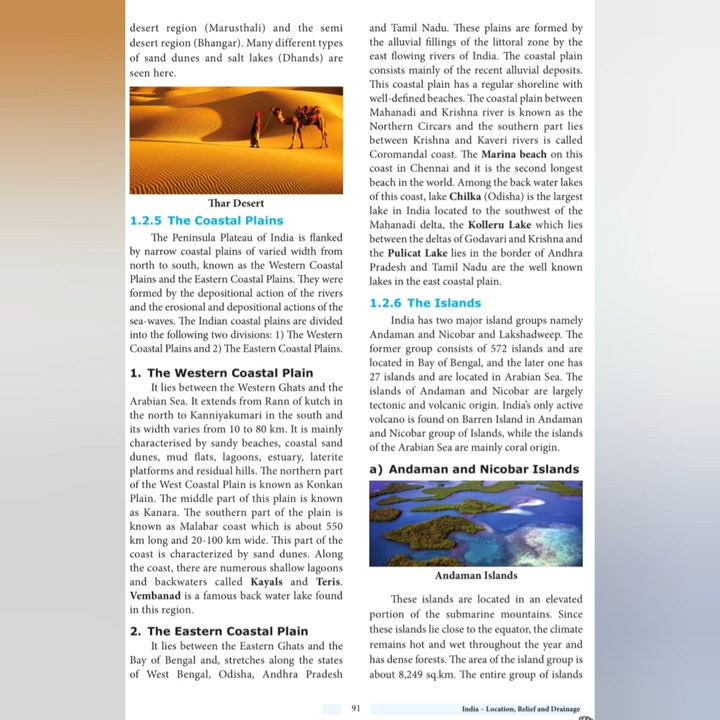 desert region (Marusthali) and the semi
desert region (Bhangar). Many different types
of sand dunes and salt lakes (Dhands) are
seen here.
Thar Desert
1.2.5 The Coastal Plains
The Peninsula Plateau of India is flanked
by narrow coastal plains of varied width from
north to south, known as the Western Coastal
Plains and the Eastern Coastal Plains. They were
formed by the depositional action of the rivers
and the erosional and depositional actions of the
sea-waves. The Indian coastal plains are divided
into the following two divisions: 1) The Western
Coastal Plains and 2) The Eastern Coastal Plains.
1. The Western Coastal Plain
It lies between the Western Ghats and the
Arabian Sea. It extends from Rann of kutch in
the north to Kanniyakumari in the south and
its width varies from 10 to 80 km. It is mainly
characterised by sandy beaches, coastal sand
dunes, mud flats, lagoons, estuary, laterite
platforms and residual hills. The northern part
of the West Coastal Plain is known as Konkan
Plain. The middle part of this plain is known
as Kanara. The southern part of the plain is
known as Malabar coast which is about 550
km long and 20-100 km wide. This part of the
coast is characterized by sand dunes. Along
the coast, there are numerous shallow lagoons
and backwaters called Kayals and Teris.
Vembanad is a famous back water lake found
in this region.
2. The Eastern Coastal Plain
It lies between the Eastern Ghats and the
Bay of Bengal and, stretches along the states
of West Bengal, Odisha, Andhra Pradesh
and Tamil Nadu. These plains are formed by
the alluvial fillings of the littoral zone by the
east flowing rivers of India. The coastal plain
consists mainly of the recent alluvial deposits.
This coastal plain has a regular shoreline with
well-defined beaches. The coastal plain between
Mahanadi and Krishna river is known as the
Northern Circars and the southern part lies
between Krishna and Kaveri rivers is called
Coromandal coast. The Marina beach on this
coast in Chennai and it is the second longest
beach in the world. Among the back water lakes
of this coast, lake Chilka (Odisha) is the largest
lake in India located to the southwest of the
Mahanadi delta, the Kolleru Lake which lies
between the deltas of Godavari and Krishna and
the Pulicat Lake lies in the border of Andhra
Pradesh and Tamil Nadu are the well known
lakes in the east coastal plain.
1.2.6 The Islands
India has two major island groups namely
Andaman and Nicobar and Lakshadweep. The
former group consists of 572 islands and are
located in Bay of Bengal, and the later one has
27 islands and are located in Arabian Sea. The
islands of Andaman and Nicobar are largely
tectonic and volcanic origin. India's only active
volcano is found on Barren Island in Andaman
and Nicobar group of Islands, while the islands
of the Arabian Sea are mainly coral origin.
a) Andaman and Nicobar Islands
Andaman Islands
These islands are located in an elevated
portion of the submarine mountains. Since
these islands lie close to the equator, the climate
remains hot and wet throughout the year and
has dense forests. The area of the island group is
about 8,249 sq.km. The entire group of islands
91
India – Location, Relief and Drainage